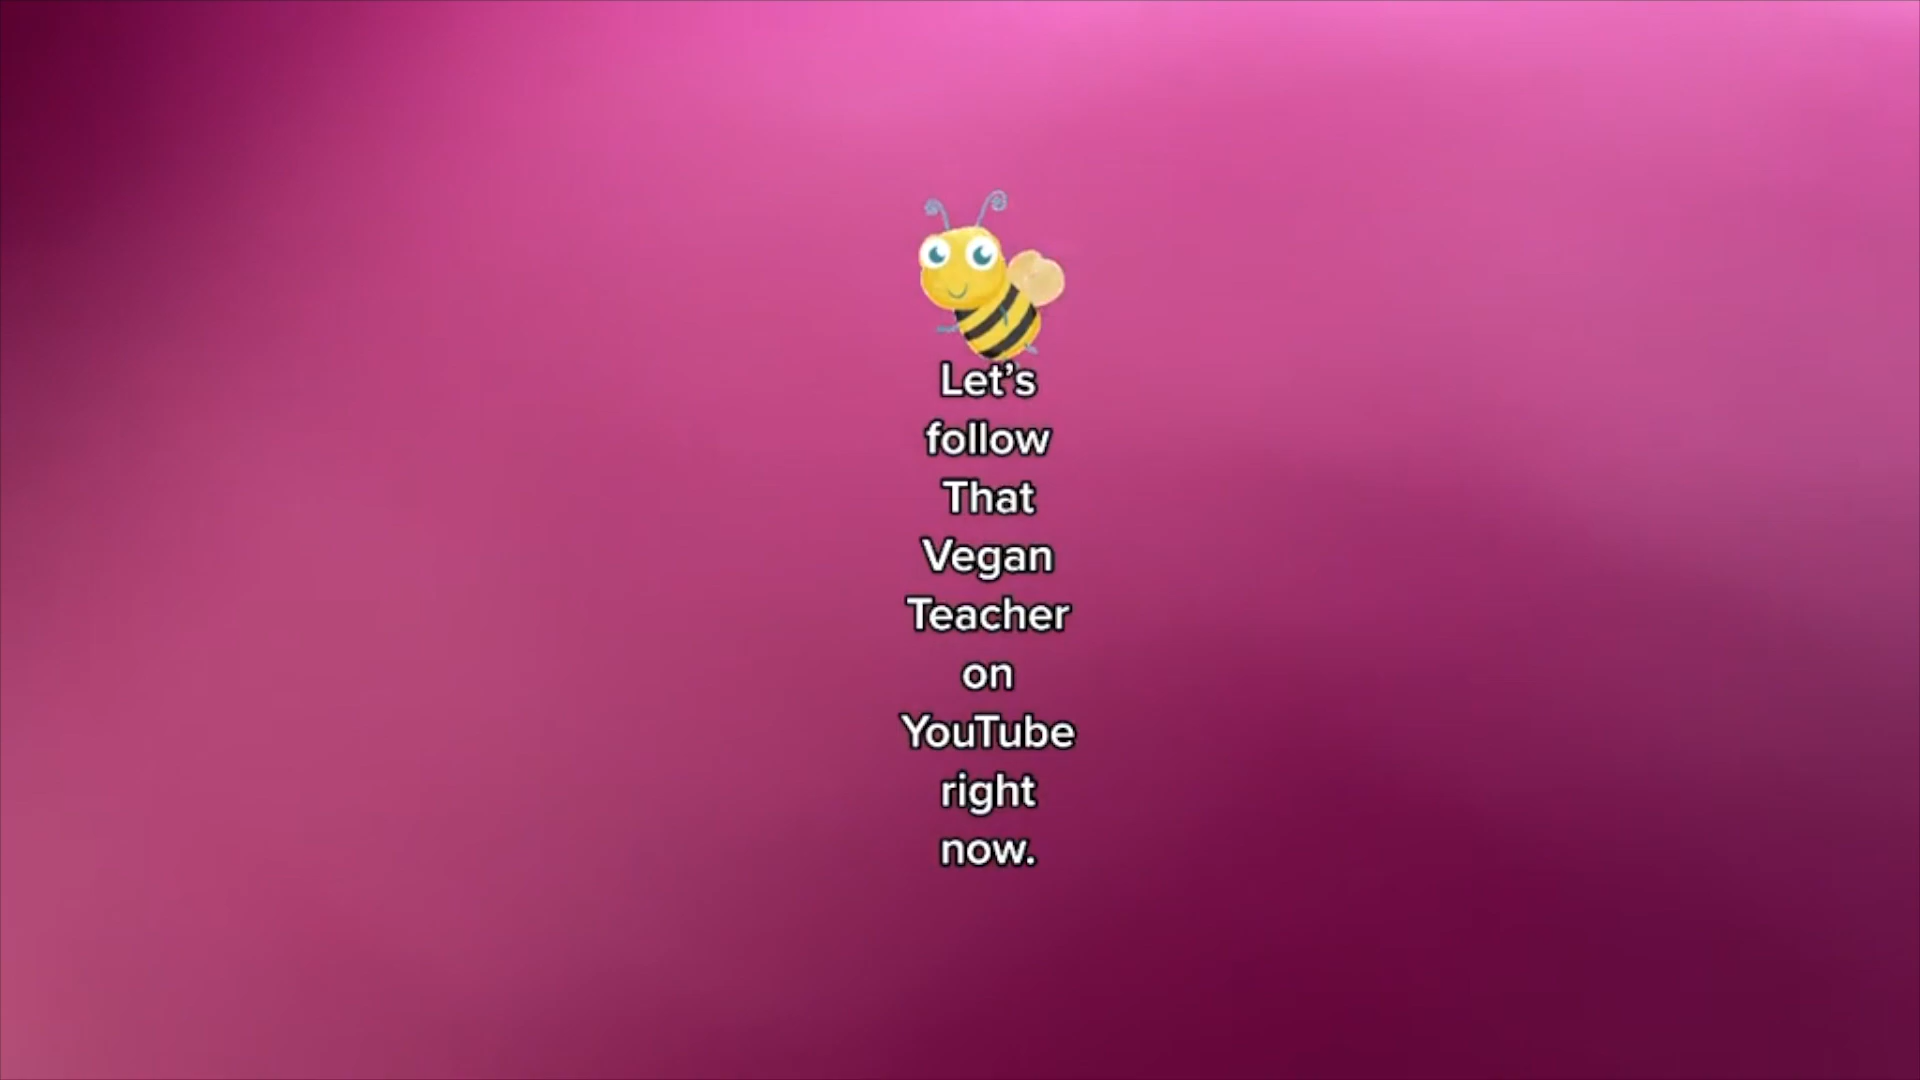 Let’s
follow
That
Vegan
Teacher
on
YouTube
right
now.